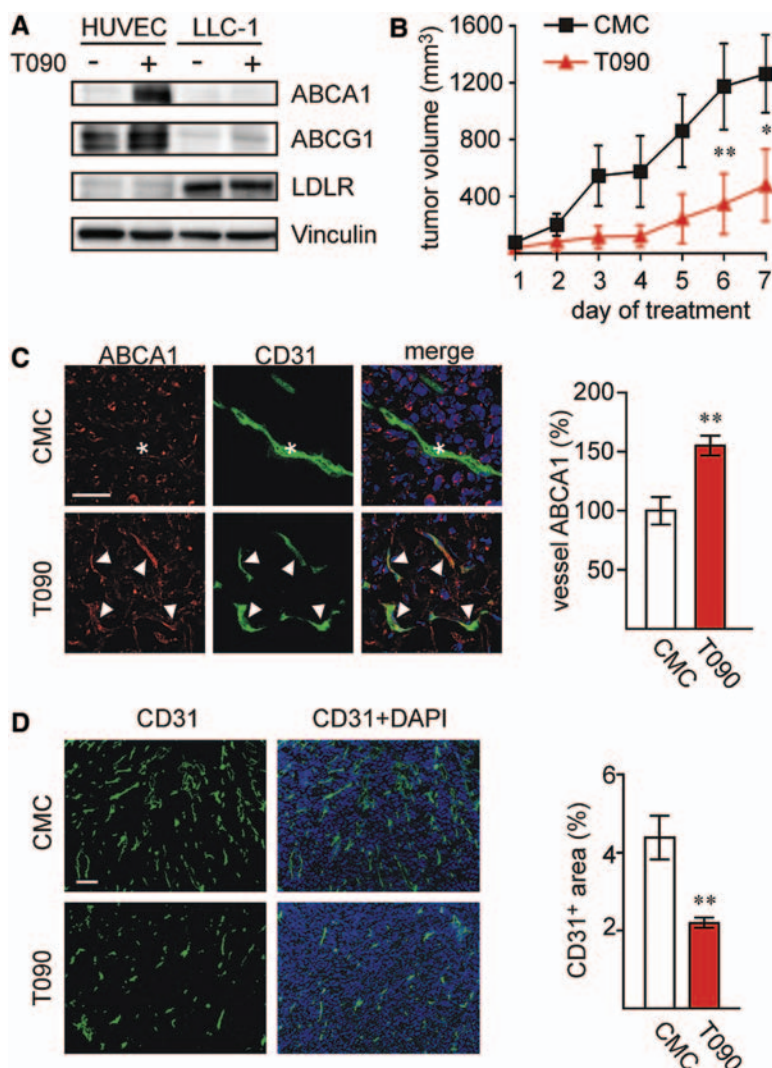 A
HUVEC LLC-1
T090 - + - +
ABCA1
ABCG1
LDLR
Vinculin
B
tumor volume (mm³)
1600
1200
800
400
CMC
T090
**
*
1 2 3 4 5 6 7
day of treatment
C
ABCA1 CD31 merge
CMC
* * *
T090
vessel ABCA1 (%)
200
150
100
50
**
CMC T090
D
CD31 CD31+DAPI
CMC
T090
CD31⁺ area (%)
6
4
2
**
CMC T090